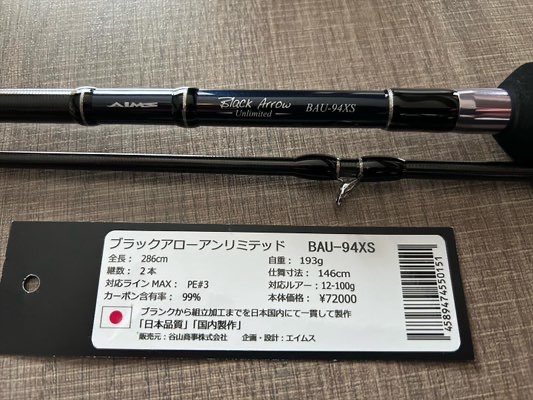 AIMS
Black Arrow
Unlimited
BAU-94XS
ブラックアローアンリミテッド BAU-94XS
全長： 286cm 自重： 193g
継数： 2本 仕舞寸法： 146cm
対応ラインMAX： PE#3 対応ルアー： 12-100g
カーボン含有率： 99% 本体価格： ¥72000
ブランクから組立加工までを日本国内にて一貫して製作
「日本品質」「国内製作」
販売元：谷山商事株式会社 企画・設計：エイムス
4589474550151